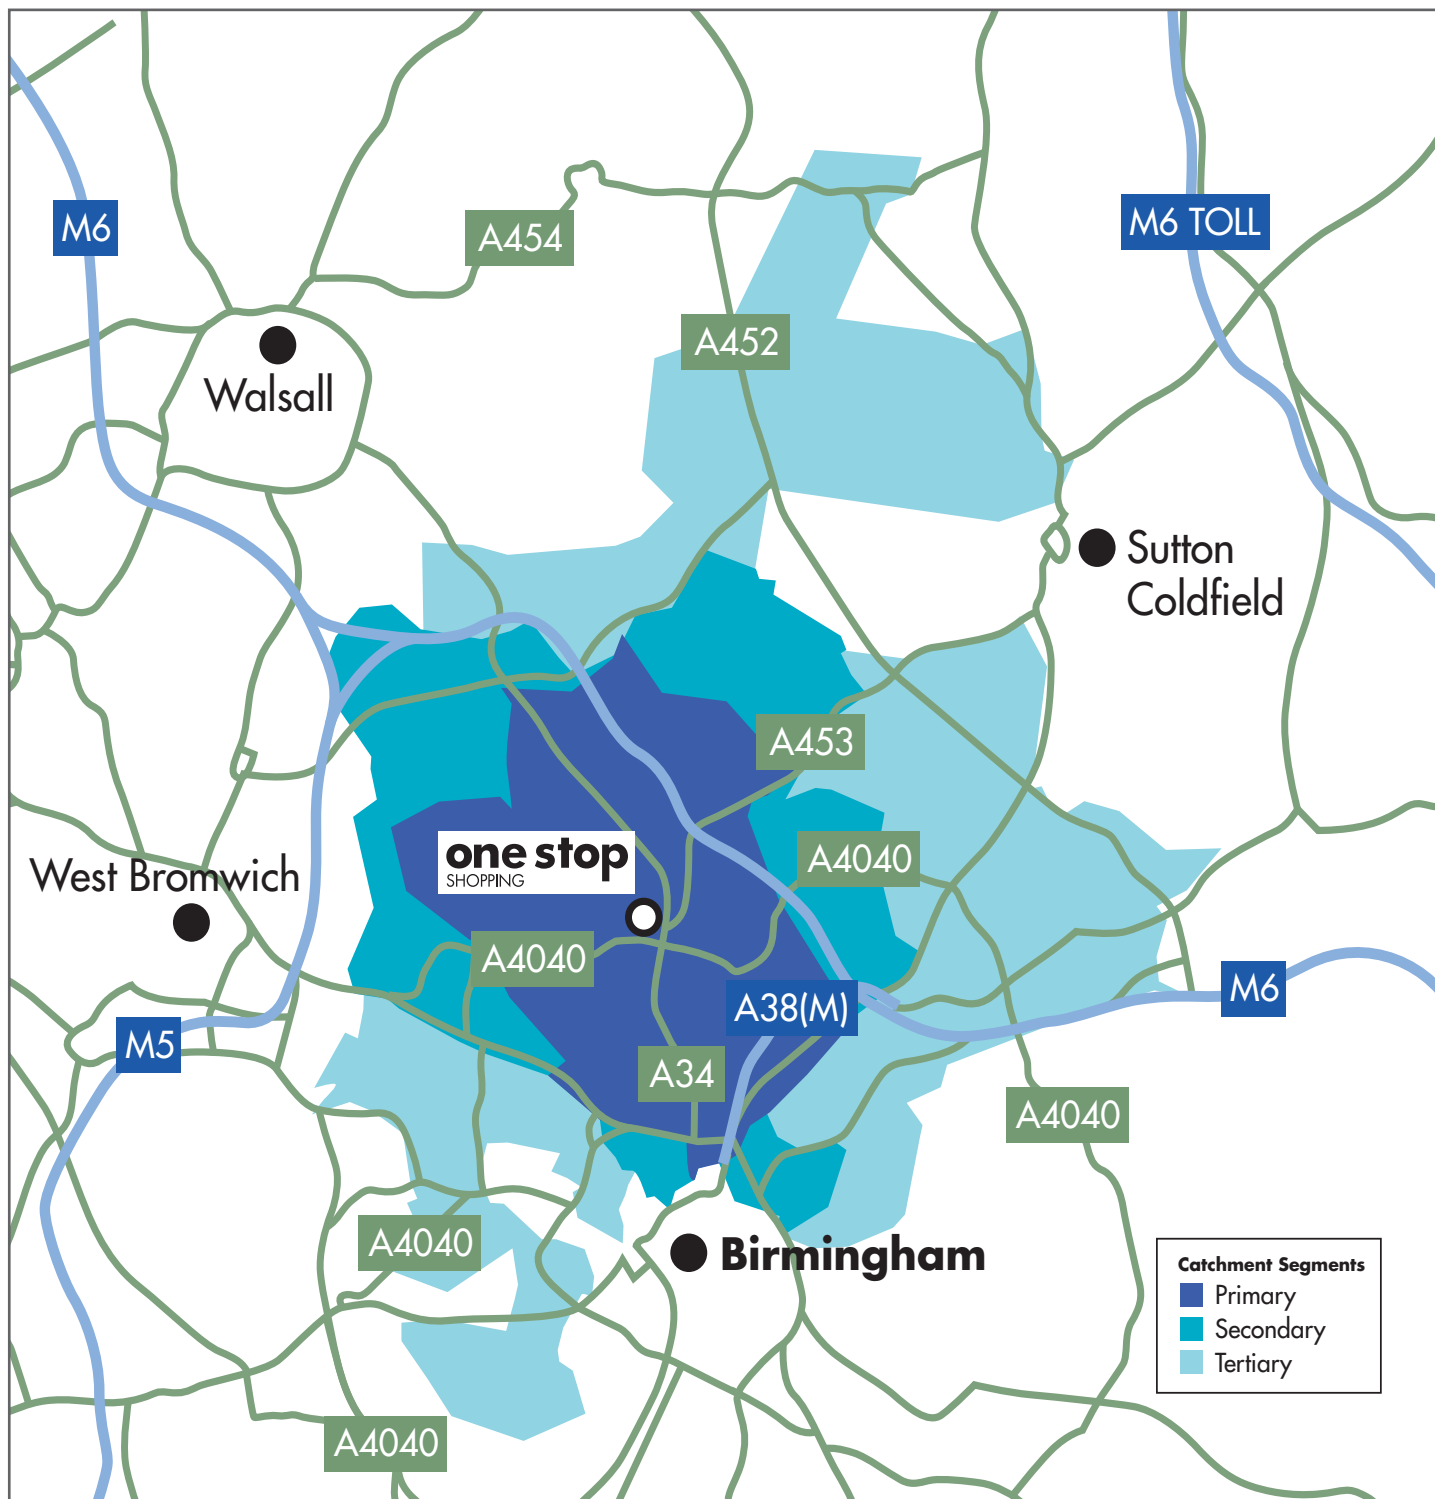 M6
M6 TOLL
A454
A452
Walsall
Sutton
Coldfield
A453
one stop
SHOPPING
A4040
West Bromwich
A4040
M6
A38(M)
M5
A34
A4040
A4040
Birmingham
Catchment Segments
Primary
Secondary
Tertiary
A4040